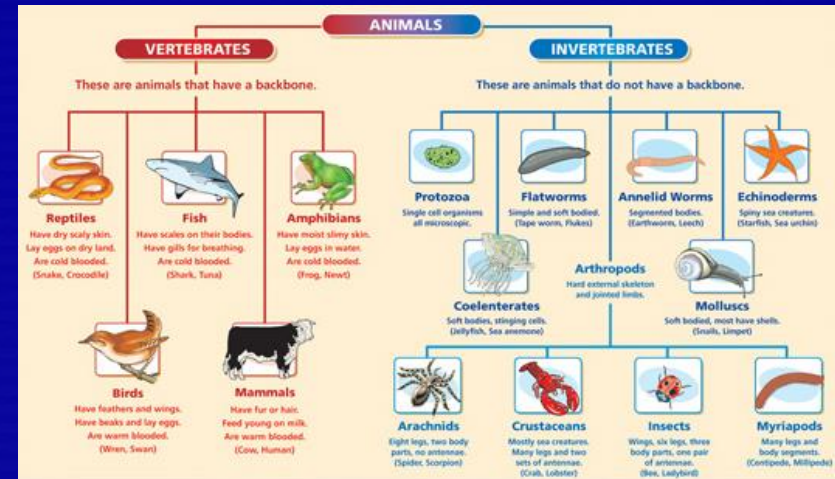 ANIMALS
VERTEBRATES
These are animals that have a backbone.
Reptiles
Have dry scaly skin.
Lay eggs on dry land.
Are cold blooded.
(Snake, Crocodile)
Fish
Have scales on their bodies.
Have gills for breathing.
Are cold blooded.
(Shark, Tuna)
Amphibians
Have moist slimy skin.
Lay eggs in water.
Are cold blooded.
(Frog, Newt)
Birds
Have feathers and wings.
Have beaks and lay eggs.
Are warm blooded.
(Wren, Swan)
Mammals
Have fur or hair.
Feed young on milk.
Are warm blooded.
(Cow, Human)
INVERTEBRATES
These are animals that do not have a backbone.
Protozoa
Single cell organisms
all microscopic.
Flatworms
Simple and soft bodied.
(Tape worm, Flukes)
Annelid Worms
Segmented bodies.
(Earthworm, Leech)
Echinoderms
Spiny sea creatures.
(Starfish, Sea urchin)
Coelenterates
Soft bodies, stinging cells.
(Jellyfish, Sea anemone)
Arthropods
Hard external skeleton
and jointed limbs.
Molluscs
Soft bodied, most have shells.
(Snails, Limpet)
Arachnids
Eight legs, two body
parts, no antennae.
(Spider, Scorpion)
Crustaceans
Mostly sea creatures.
Many legs and two
sets of antennae.
(Crab, Lobster)
Insects
Wings, six legs, three
body parts, one pair
of antennae.
(Bee, Ladybird)
Myriapods
Many legs and
body segments.
(Centipede, Millipede)